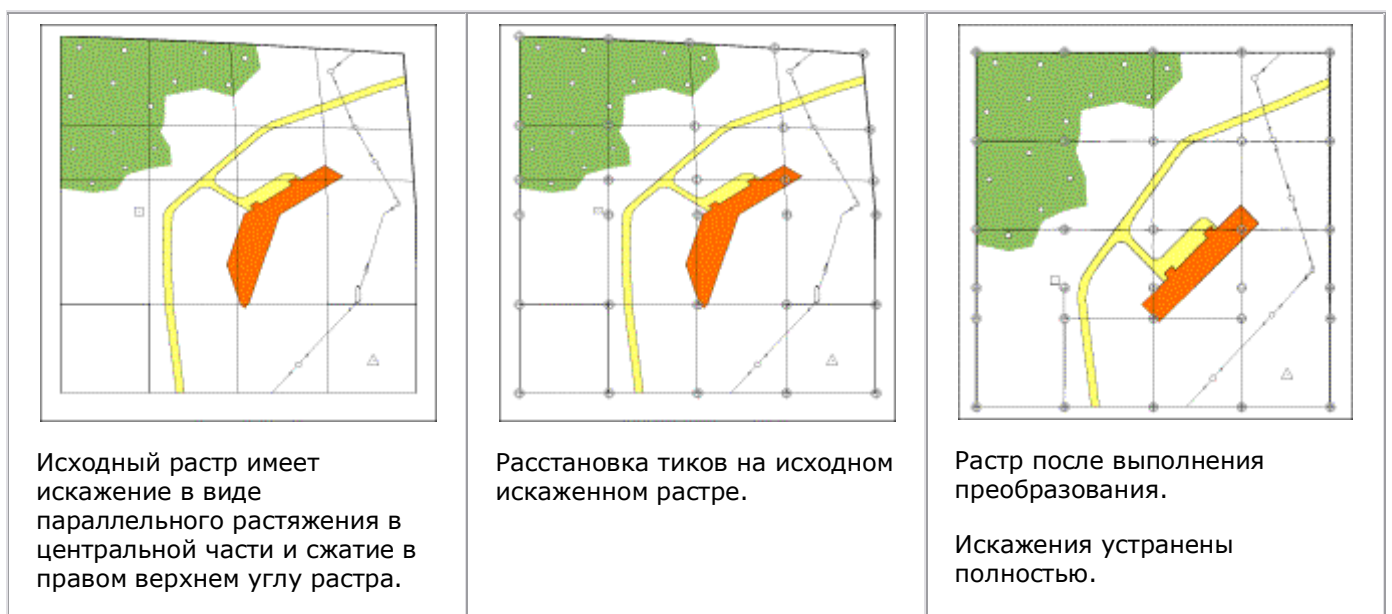 Исходный растр имеет
искажение в виде
параллельного растяжения в
центральной части и сжатие в
правом верхнем углу растра.
Расстановка тиков на исходном
искаженном растре.
Растр после выполнения
преобразования.
Искажения устранены
полностью.